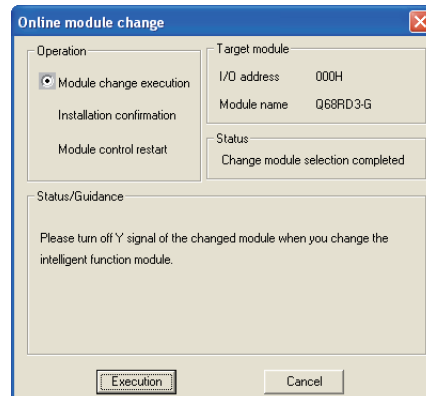 Online module change
Operation
Module change execution
Installation confirmation
Module control restart
Target module
I/O address 000H
Module name Q68RD3-G
Status
Change module selection completed
Status/Guidance
Please turn off Y signal of the changed module when you change the
intelligent function module.
Execution Cancel